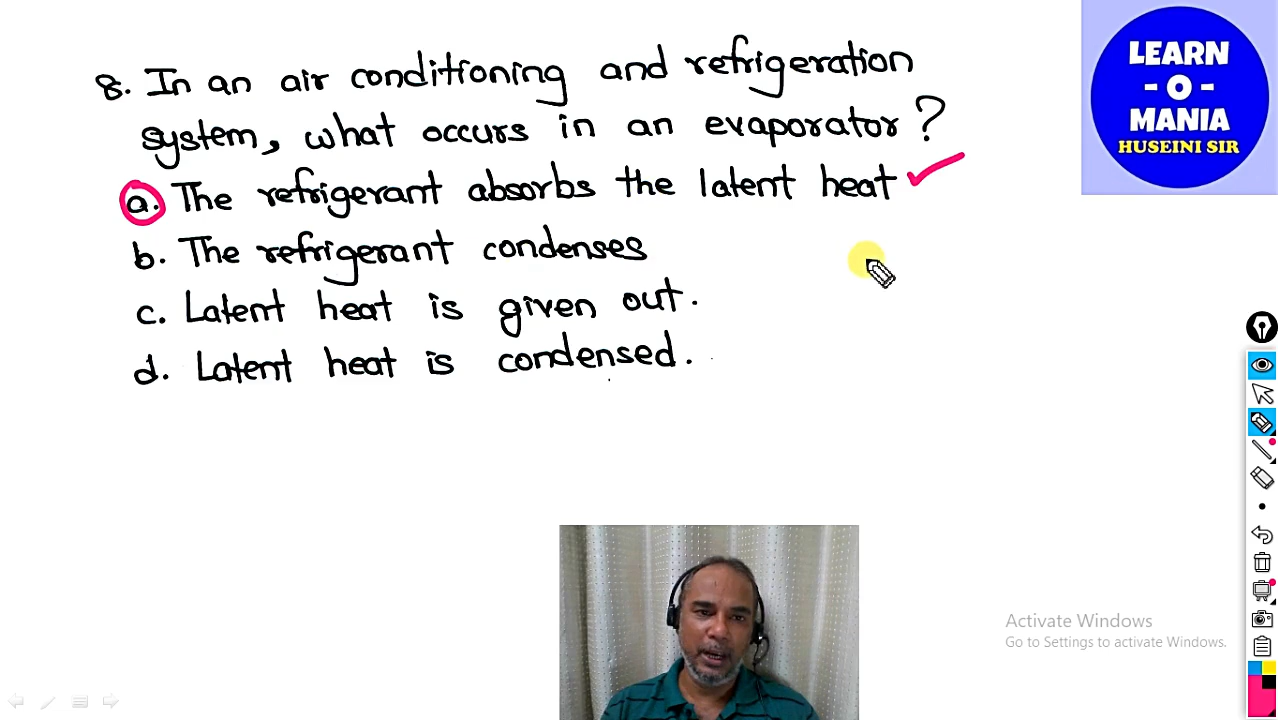 8. In an air conditioning and refrigeration
system, what occurs in an evaporator?
a. The refrigerant absorbs the latent heat
b. The refrigerant condenses
c. Latent heat is given out.
d. Latent heat is condensed.
LEARN
- O -
MANIA
HUSEINI SIR
Activate Windows
Go to Settings to activate Windows.